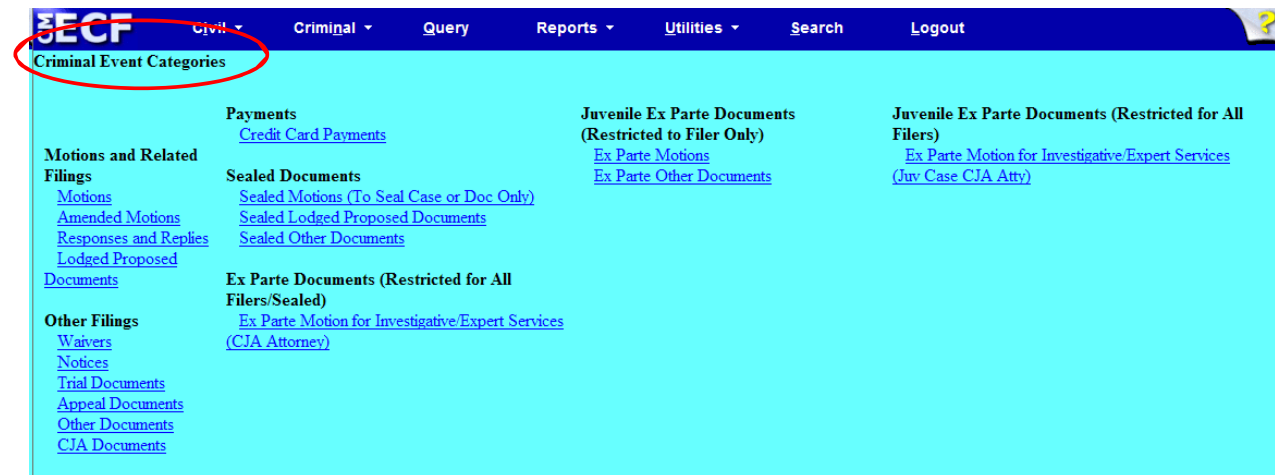 CM ECF Civil Criminal Query Reports Utilities Search Logout ?
Criminal Event Categories
Motions and Related
Filings
Motions
Amended Motions
Responses and Replies
Lodged Proposed
Documents
Other Filings
Waivers
Notices
Trial Documents
Appeal Documents
Other Documents
CJA Documents
Payments
Credit Card Payments
Sealed Documents
Sealed Motions (To Seal Case or Doc Only)
Sealed Lodged Proposed Documents
Sealed Other Documents
Ex Parte Documents (Restricted for All
Filers/Sealed)
Ex Parte Motion for Investigative/Expert Services
(CJA Attorney)
Juvenile Ex Parte Documents
(Restricted to Filer Only)
Ex Parte Motions
Ex Parte Other Documents
Juvenile Ex Parte Documents (Restricted for All
Filers)
Ex Parte Motion for Investigative/Expert Services
(Juv Case CJA Atty)